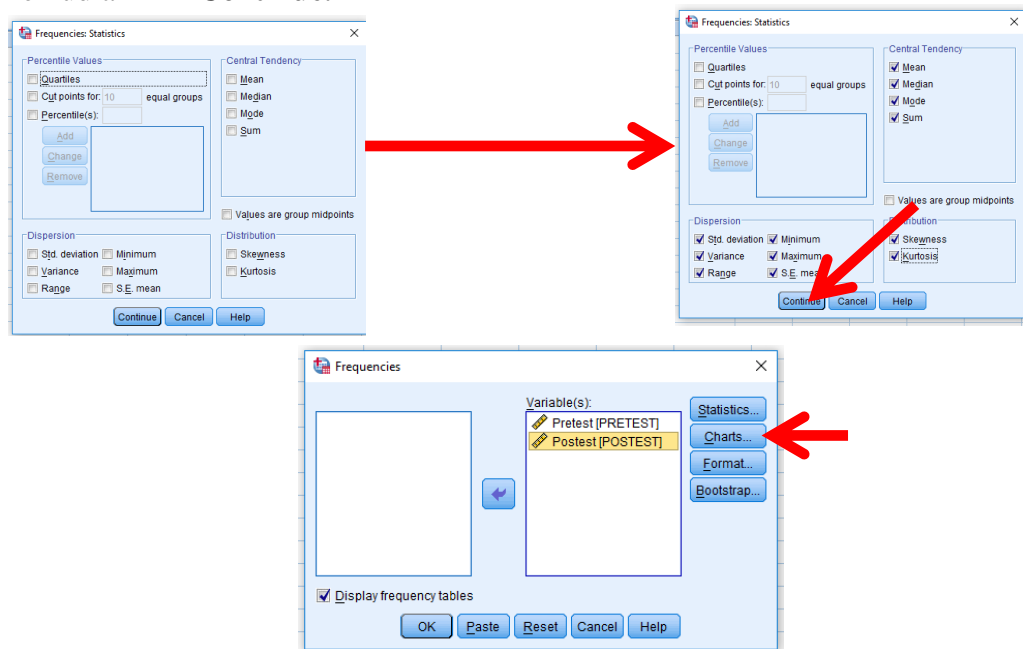 Frequencies: Statistics
Percentile Values
Quartiles
Cut points for: 10 equal groups
Percentile(s):
Add
Change
Remove
Central Tendency
Mean
Median
Mode
Sum
Values are group midpoints
Dispersion
Std. deviation Minimum
Variance Maximum
Range S.E. mean
Distribution
Skewness
Kurtosis
Continue Cancel Help
Frequencies: Statistics
Percentile Values
Quartiles
Cut points for: 10 equal groups
Percentile(s):
Add
Change
Remove
Central Tendency
Mean
Median
Mode
Sum
Values are group midpoints
Dispersion
Std. deviation Minimum
Variance Maximum
Range S.E. mean
Skewness
Kurtosis
Continue Cancel Help
Frequencies
Variable(s):
Pretest [PRETEST]
Postest [POSTEST]
Statistics...
Charts...
Format...
Bootstrap...
Display frequency tables
OK Paste Reset Cancel Help